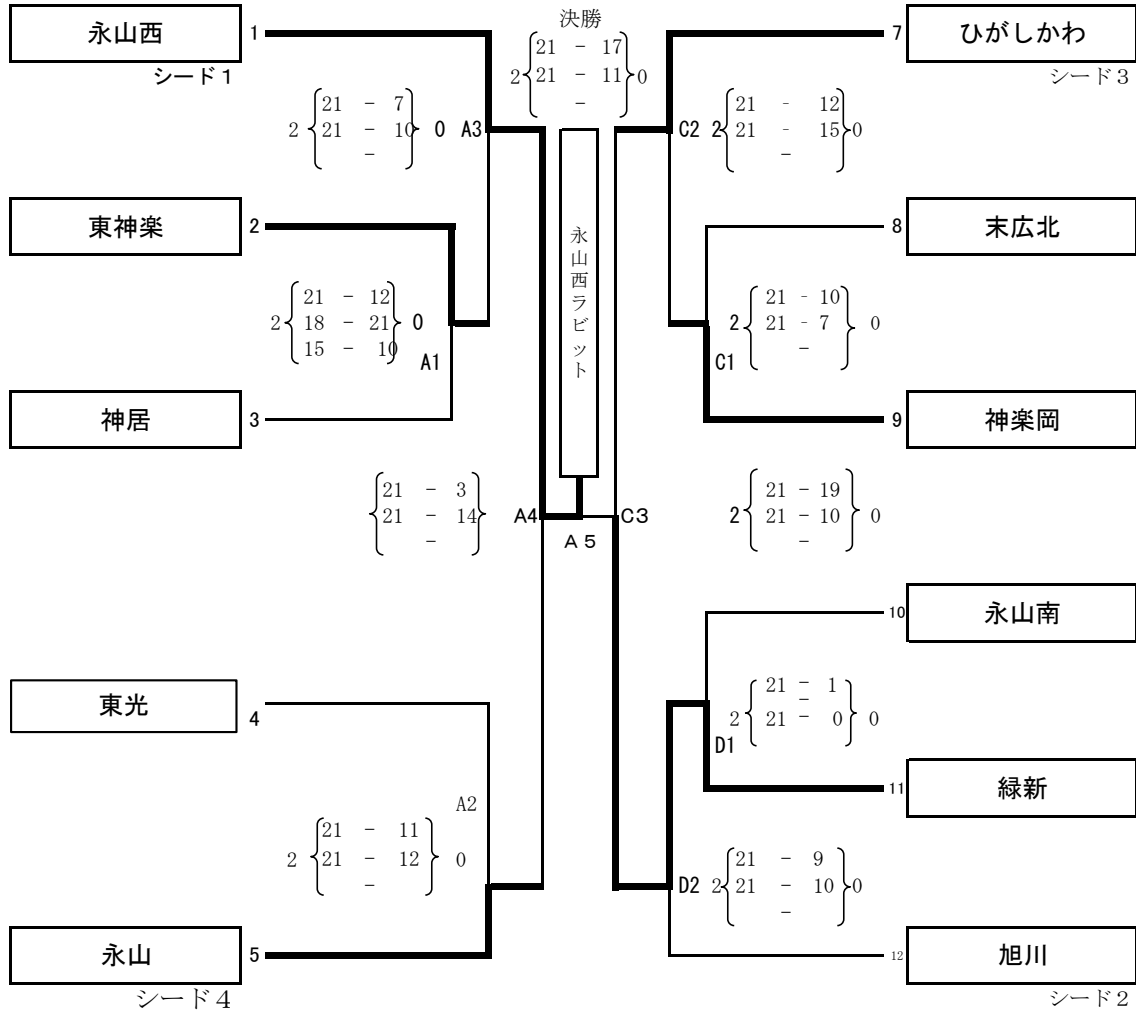 決勝
21 - 17
2 21 - 11 0
-
永山西 1
シード1
21 - 7
2 21 - 10 0 A3
-
東神楽 2
21 - 12
2 18 - 21 0
15 - 10
A1
神居 3
21 - 3
21 - 14
-
A4
東光 4
A2
21 - 11
2 21 - 12 0
-
永山 5
シード4
永山西ラビット
A5
7 ひがしかわ
シード3
C2
21 - 12
2 21 - 15 0
-
8 末広北
21 - 10
2 21 - 7 0
-
C1
9 神楽岡
C3
21 - 19
2 21 - 10 0
-
10 永山南
21 - 1
-
2 21 - 0 0
D1
11 緑新
D2
21 - 9
2 21 - 10 0
-
12 旭川
シード2